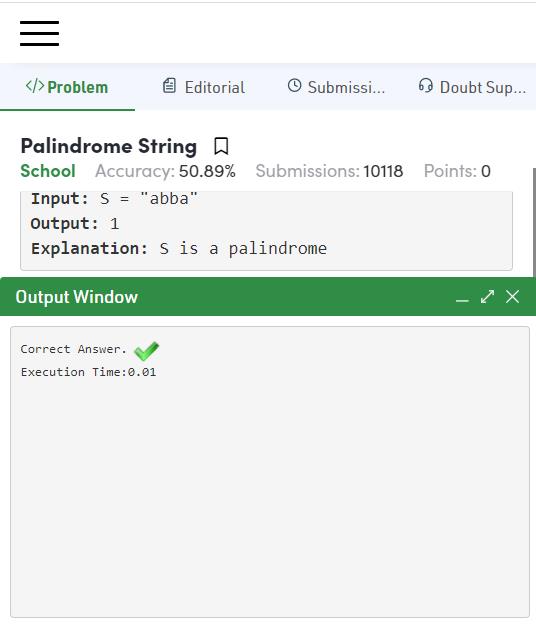 </>Problem Editorial Submissi... Doubt Sup...
Palindrome String
School Accuracy: 50.89% Submissions: 10118 Points: 0
Input: S = "abba"
Output: 1
Explanation: S is a palindrome
Output Window
Correct Answer.
Execution Time:0.01